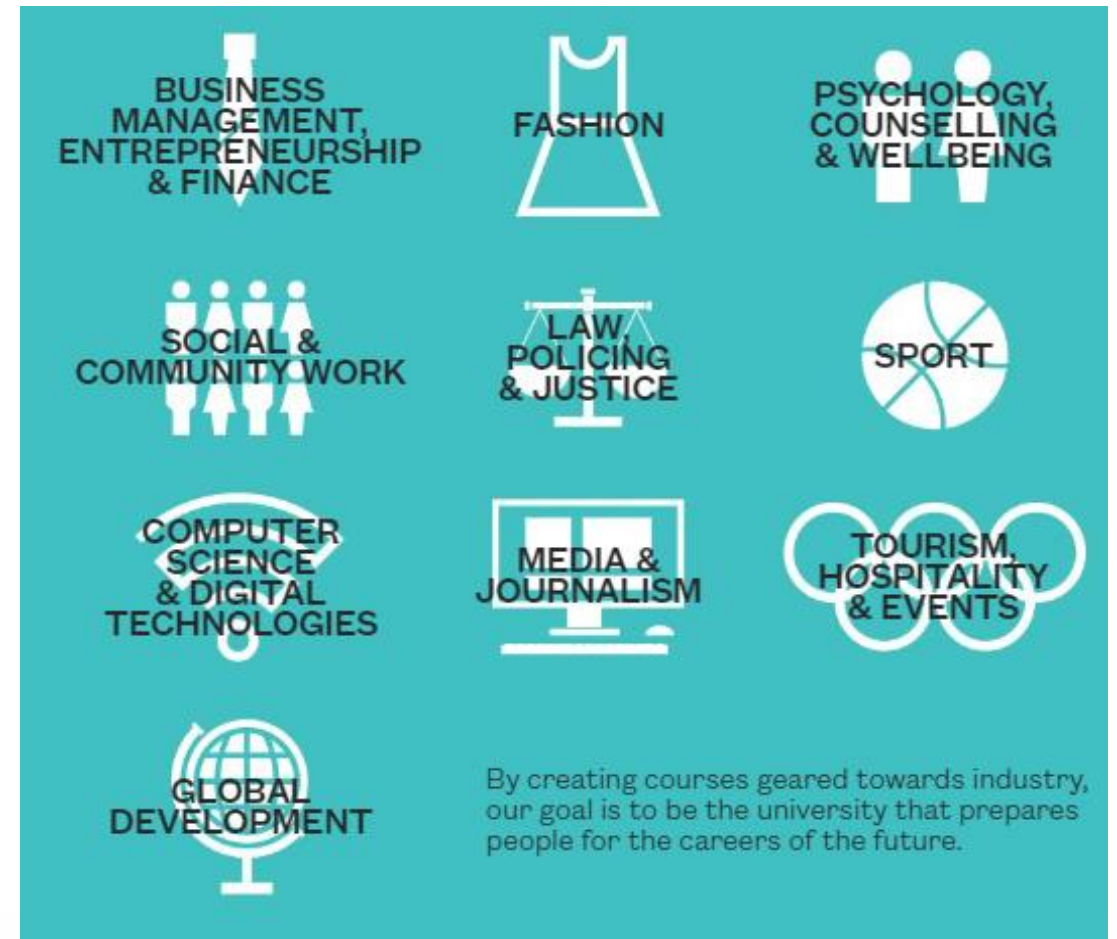 BUSINESS
MANAGEMENT,
ENTREPRENEURSHIP
& FINANCE
FASHION
PSYCHOLOGY,
COUNSELLING
& WELLBEING
SOCIAL &
COMMUNITY WORK
LAW,
POLICING
& JUSTICE
SPORT
COMPUTER
SCIENCE
& DIGITAL
TECHNOLOGIES
MEDIA &
JOURNALISM
TOURISM,
HOSPITALITY
& EVENTS
GLOBAL
DEVELOPMENT
By creating courses geared towards industry,
our goal is to be the university that prepares
people for the careers of the future.